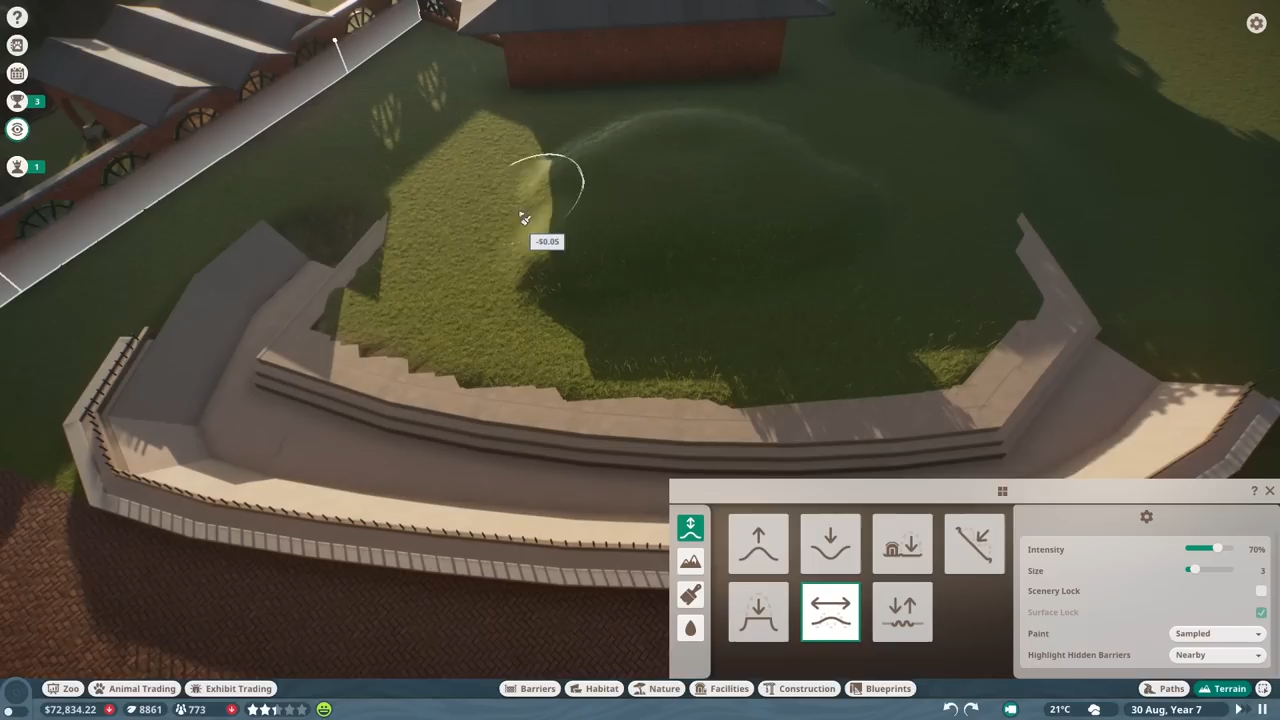 ?
3
1
-$0.05
?
Intensity 70%
Size 3
Scenery Lock
Surface Lock
Paint Sampled
Highlight Hidden Barriers Nearby
Zoo Animal Trading Exhibit Trading Barriers Habitat Nature Facilities Construction Blueprints Paths Terrain
$72,834.22 8861 773 21°C 30 Aug, Year 7